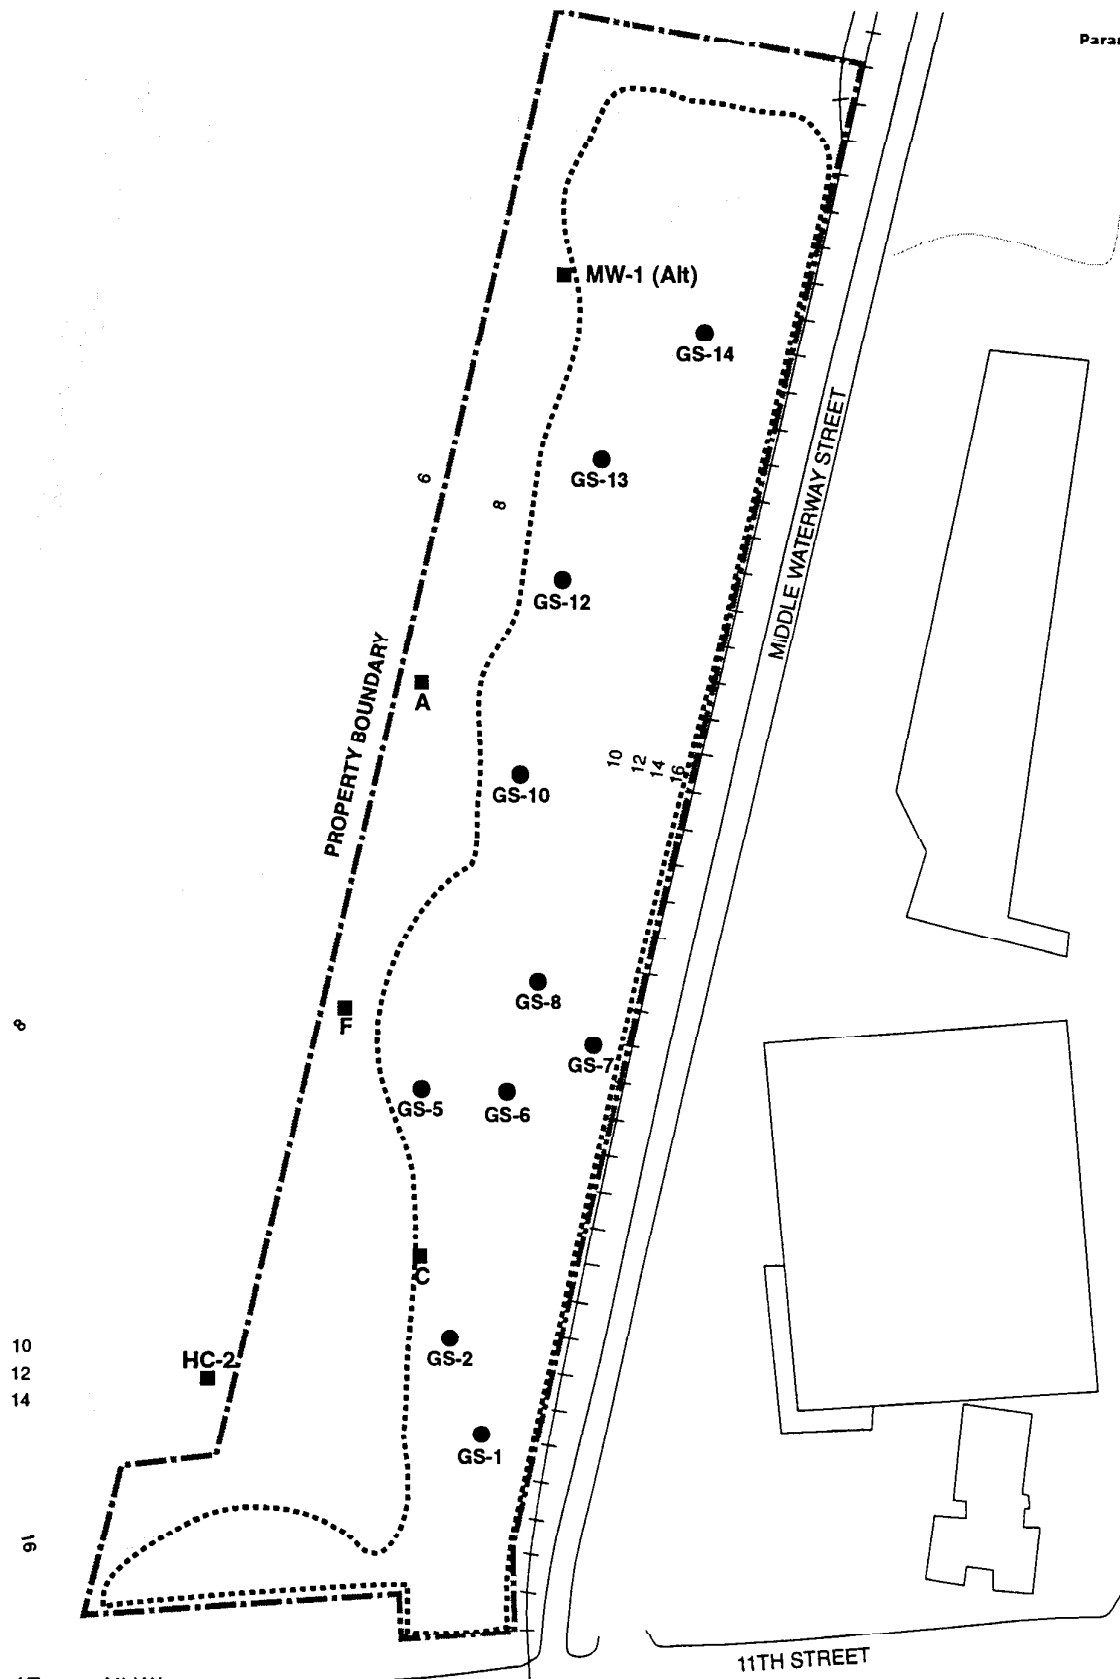 MW-1 (Alt)
GS-14
GS-13
6
8
GS-12
MIDDLE WATERWAY STREET
PROPERTY BOUNDARY
A
10
12
14
16
GS-10
GS-8
8
F
GS-7
GS-5
GS-6
C
GS-2
10
HC-2
12
14
GS-1
16
11TH STREET